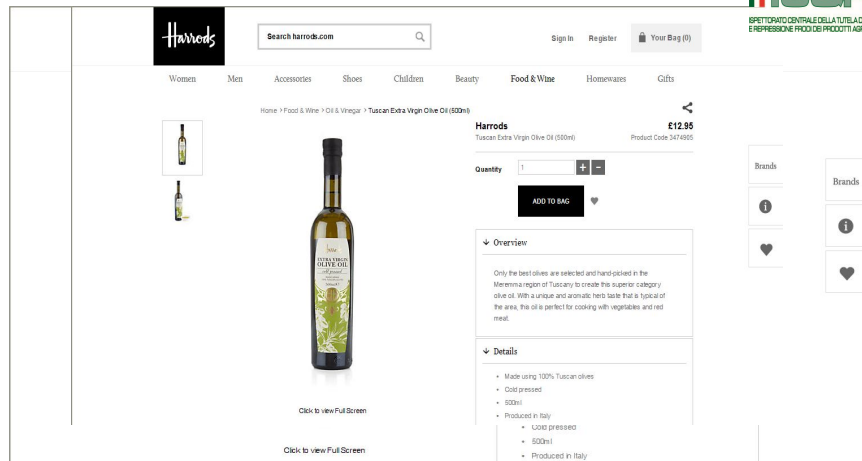 Harrods
Search harrods.com
Sign In Register Your Bag (0)
ISPETTORATO CENTRALE DELLA TUTELA D
E REPRESSIONE FRODI DEI PRODOTTI AGR
Women Men Accessories Shoes Children Beauty Food & Wine Homewares Gifts
Home > Food & Wine > Oil & Vinegar > Tuscan Extra Virgin Olive Oil (500ml)
Harrods £12.95
Tuscan Extra Virgin Olive Oil (500ml) Product Code 3474905
Quantity 1 + -
ADD TO BAG
Brands
Brands
EXTRA VIRGIN
OLIVE OIL
Overview
Only the best olives are selected and hand-picked in the
Meremma region of Tuscany to create this superior category
olive oil. With a unique and aromatic herb taste that is typical of
the area, this oil is perfect for cooking with vegetables and red
meat.
Details
• Made using 100% Tuscan olives
• Cold pressed
• 500ml
• Produced in Italy
Click to view Full Screen
• Cold pressed
• 500ml
• Produced in Italy
Click to view Full Screen